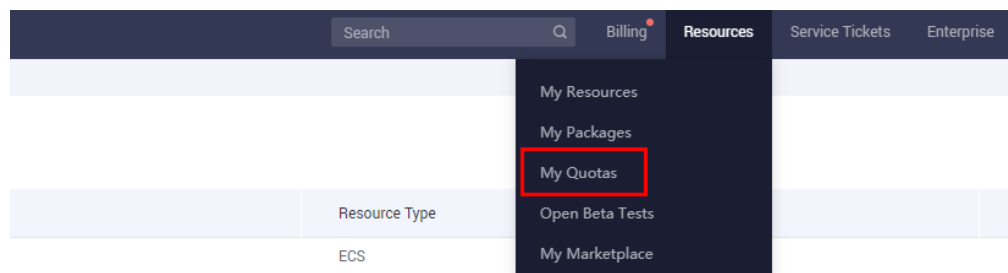 Search Billing Resources Service Tickets Enterprise
My Resources
My Packages
My Quotas
Resource Type Open Beta Tests
ECS My Marketplace